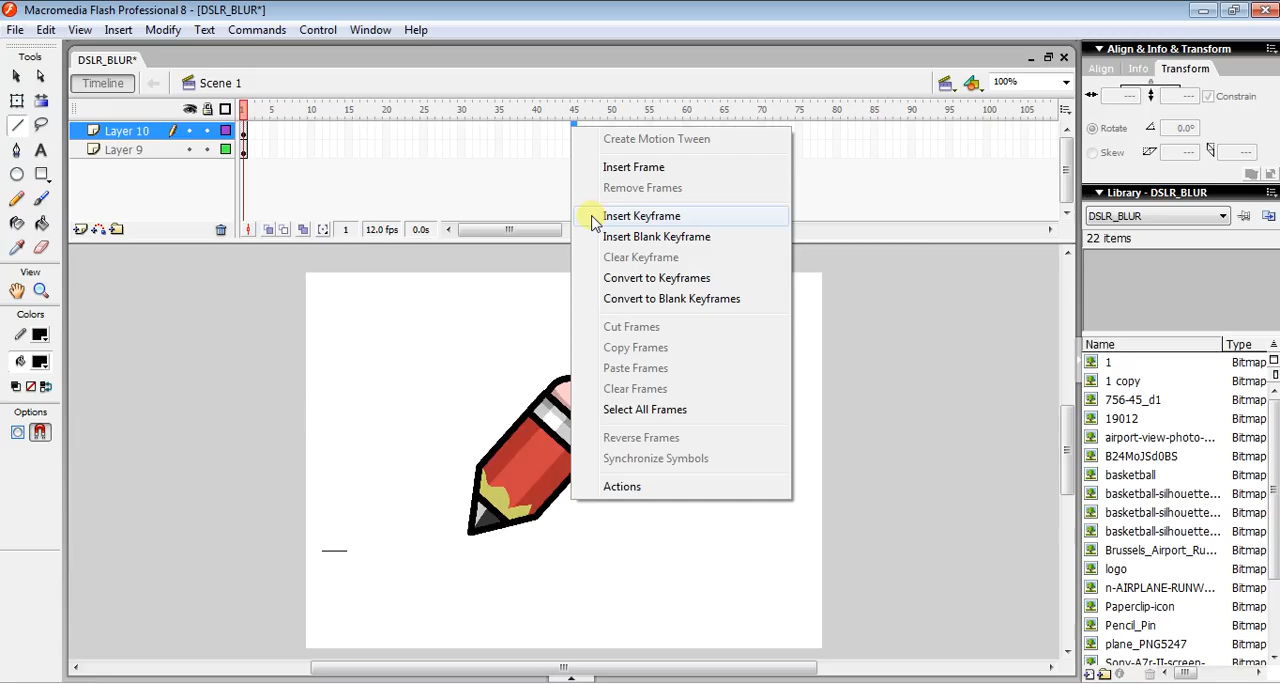 Macromedia Flash Professional 8 - [DSLR_BLUR*]
File Edit View Insert Modify Text Commands Control Window Help
Tools
DSLR_BLUR*
Timeline Scene 1 100%
5 10 15 20 25 30 35 40 45 50 55 60 65 70 75 80 85 90 95 100 105
Layer 10
Layer 9
1 12.0 fps 0.0s
View
Colors
Options
Create Motion Tween
Insert Frame
Remove Frames
Insert Keyframe
Insert Blank Keyframe
Clear Keyframe
Convert to Keyframes
Convert to Blank Keyframes
Cut Frames
Copy Frames
Paste Frames
Clear Frames
Select All Frames
Reverse Frames
Synchronize Symbols
Actions
Align & Info & Transform
Align Info Transform
Constrain
Rotate 0.0°
Skew
Library - DSLR_BLUR
DSLR_BLUR
22 items
Name Type
1 Bitmap
1 copy Bitmap
756-45_d1 Bitmap
19012 Bitmap
airport-view-photo-... Bitmap
B24MoJSd0BS Bitmap
basketball Bitmap
basketball-silhouette... Bitmap
basketball-silhouette... Bitmap
basketball-silhouette... Bitmap
Brussels_Airport_Ru... Bitmap
logo Bitmap
n-AIRPLANE-RUNW... Bitmap
Paperclip-icon Bitmap
Pencil_Pin Bitmap
plane_PNG5247 Bitmap
Sony-A7r-II-screen- Bitmap